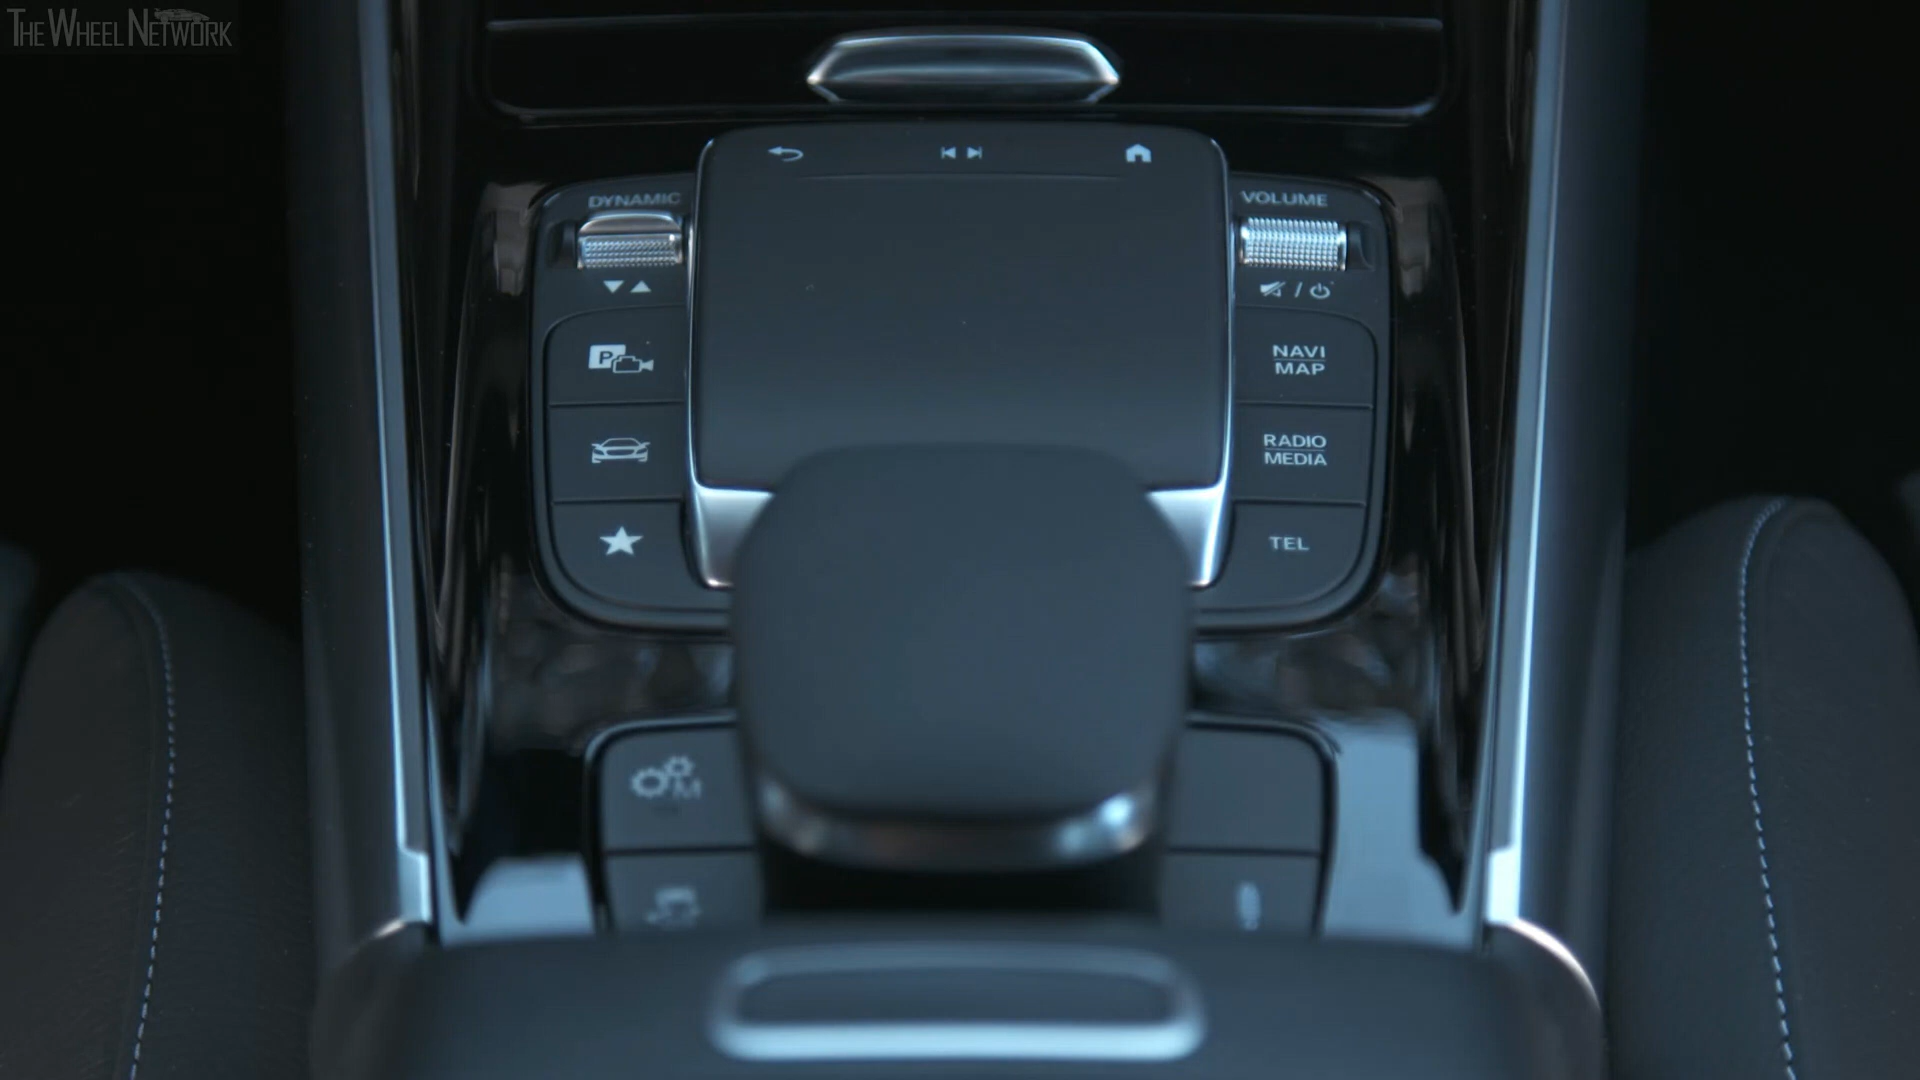 THE WHEEL NETWORK
DYNAMIC
VOLUME
P
NAVI
MAP
RADIO
MEDIA
TEL
M